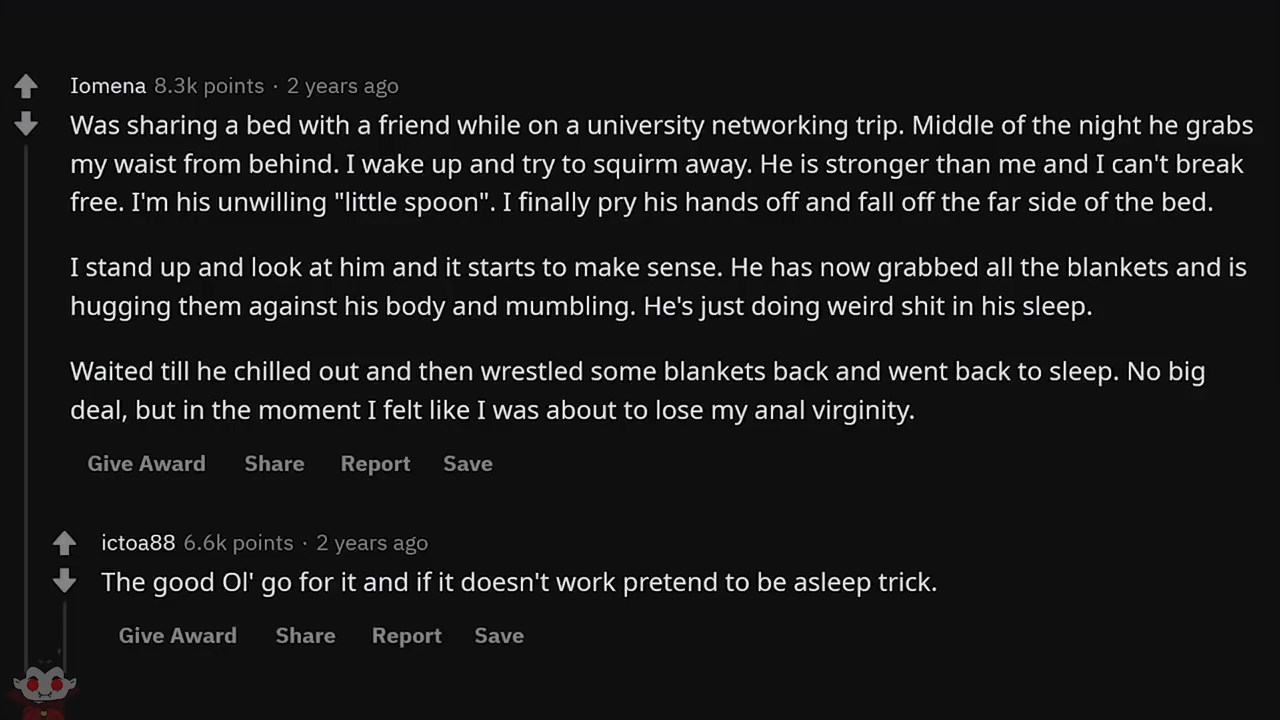 Iomena 8.3k points · 2 years ago
Was sharing a bed with a friend while on a university networking trip. Middle of the night he grabs
my waist from behind. I wake up and try to squirm away. He is stronger than me and I can't break
free. I'm his unwilling "little spoon". I finally pry his hands off and fall off the far side of the bed.
I stand up and look at him and it starts to make sense. He has now grabbed all the blankets and is
hugging them against his body and mumbling. He's just doing weird shit in his sleep.
Waited till he chilled out and then wrestled some blankets back and went back to sleep. No big
deal, but in the moment I felt like I was about to lose my anal virginity.
Give Award Share Report Save
ictoa88 6.6k points · 2 years ago
The good Ol' go for it and if it doesn't work pretend to be asleep trick.
Give Award Share Report Save